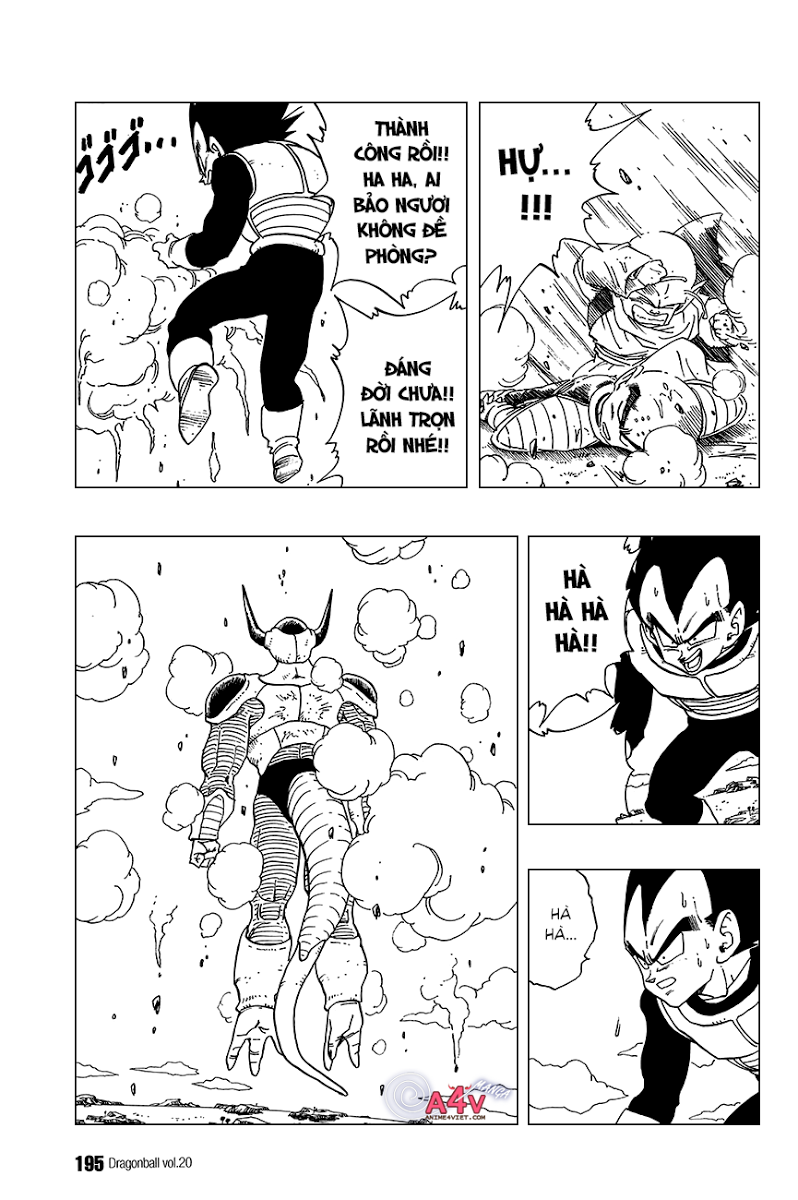 HỰ...
!!!
ゴゴゴ...
THÀNH
CÔNG RỒI!!
HA HA, AI
BẢO NGƯƠI
KHÔNG ĐỀ
PHÒNG?
ĐÁNG
ĐỜI CHƯA!!
LÃNH TRỌN
RỒI NHÉ!!
HÀ
HÀ HÀ
HÀ!!
HÀ
HÀ...
MANGA
A4V
ANIME4VIET.COM
195 Dragonball vol.20